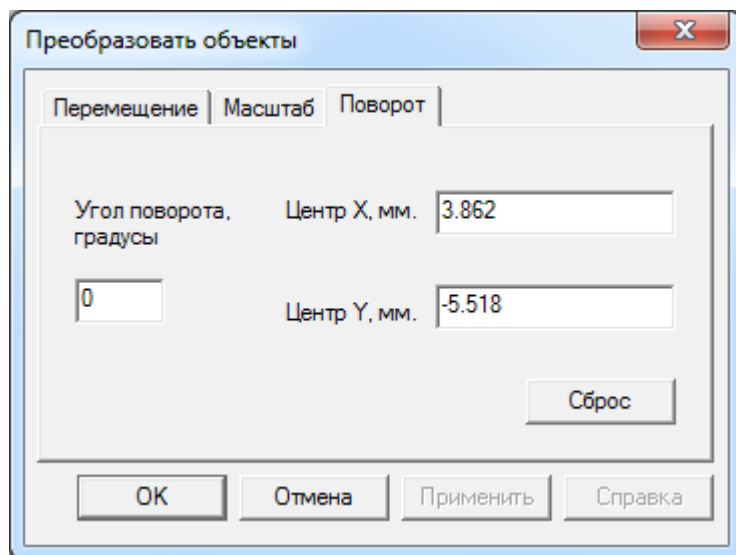 Преобразовать объекты
Перемещение Масштаб Поворот
Угол поворота,
градусы
Центр X, мм. 3.862
0
Центр Y, мм. -5.518
Сброс
OK Отмена Применить Справка